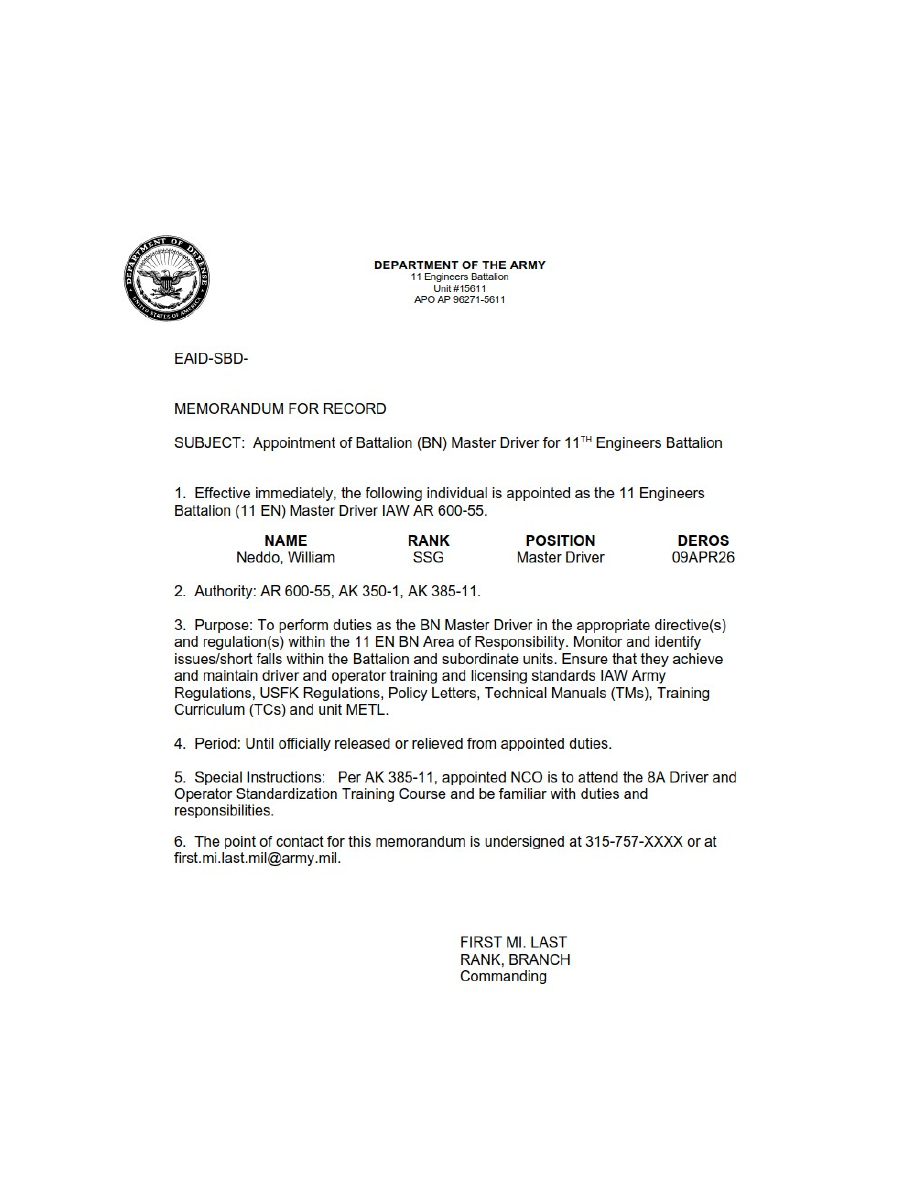 DEPARTMENT OF DEFENSE
UNITED STATES OF AMERICA
DEPARTMENT OF THE ARMY
11 Engineers Battalion
Unit #15611
APO AP 96271-5611
EAID-SBD-
MEMORANDUM FOR RECORD
SUBJECT:  Appointment of Battalion (BN) Master Driver for 11TH Engineers Battalion
1.  Effective immediately, the following individual is appointed as the 11 Engineers
Battalion (11 EN) Master Driver IAW AR 600-55.
NAME RANK POSITION DEROS
Neddo, William SSG Master Driver 09APR26
2.  Authority: AR 600-55, AK 350-1, AK 385-11.
3.  Purpose: To perform duties as the BN Master Driver in the appropriate directive(s)
and regulation(s) within the 11 EN BN Area of Responsibility. Monitor and identify
issues/short falls within the Battalion and subordinate units. Ensure that they achieve
and maintain driver and operator training and licensing standards IAW Army
Regulations, USFK Regulations, Policy Letters, Technical Manuals (TMs), Training
Curriculum (TCs) and unit METL.
4.  Period: Until officially released or relieved from appointed duties.
5.  Special Instructions:   Per AK 385-11, appointed NCO is to attend the 8A Driver and
Operator Standardization Training Course and be familiar with duties and
responsibilities.
6.  The point of contact for this memorandum is undersigned at 315-757-XXXX or at
first.mi.last.mil@army.mil.
FIRST MI. LAST
RANK, BRANCH
Commanding